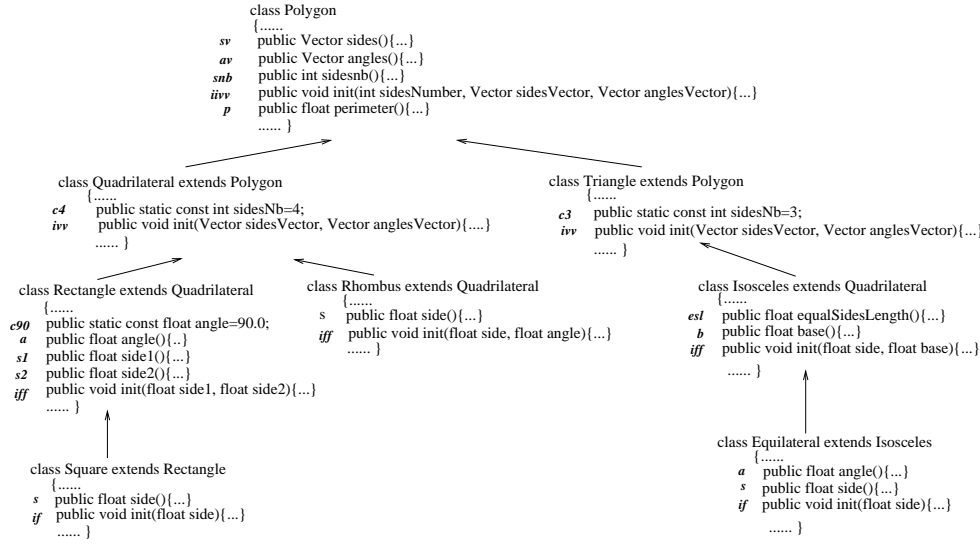 class Polygon
{......
sv public Vector sides(){...}
av public Vector angles(){...}
snb public int sidesnb(){...}
iivv public void init(int sidesNumber, Vector sidesVector, Vector anglesVector){...}
p public float perimeter(){...}
...... }
class Quadrilateral extends Polygon
{......
c4 public static const int sidesNb=4;
ivv public void init(Vector sidesVector, Vector anglesVector){....}
...... }
class Triangle extends Polygon
{......
c3 public static const int sidesNb=3;
ivv public void init(Vector sidesVector, Vector anglesVector){...}
...... }
class Rectangle extends Quadrilateral
{......
c90 public static const float angle=90.0;
a public float angle(){..}
s1 public float side1(){..}
s2 public float side2(){...}
iff public void init(float side1, float side2){...}
...... }
class Rhombus extends Quadrilateral
{......
s public float side(){...}
iff public void init(float side, float angle){...}
...... }
class Isosceles extends Quadrilateral
{......
esl public float equalSidesLength(){...}
b public float base(){...}
iff public void init(float side, float base){...}
...... }
class Square extends Rectangle
{......
s public float side(){...}
if public void init(float side){...}
...... }
class Equilateral extends Isosceles
{......
a public float angle(){...}
s public float side(){...}
if public void init(float side){...}
...... }